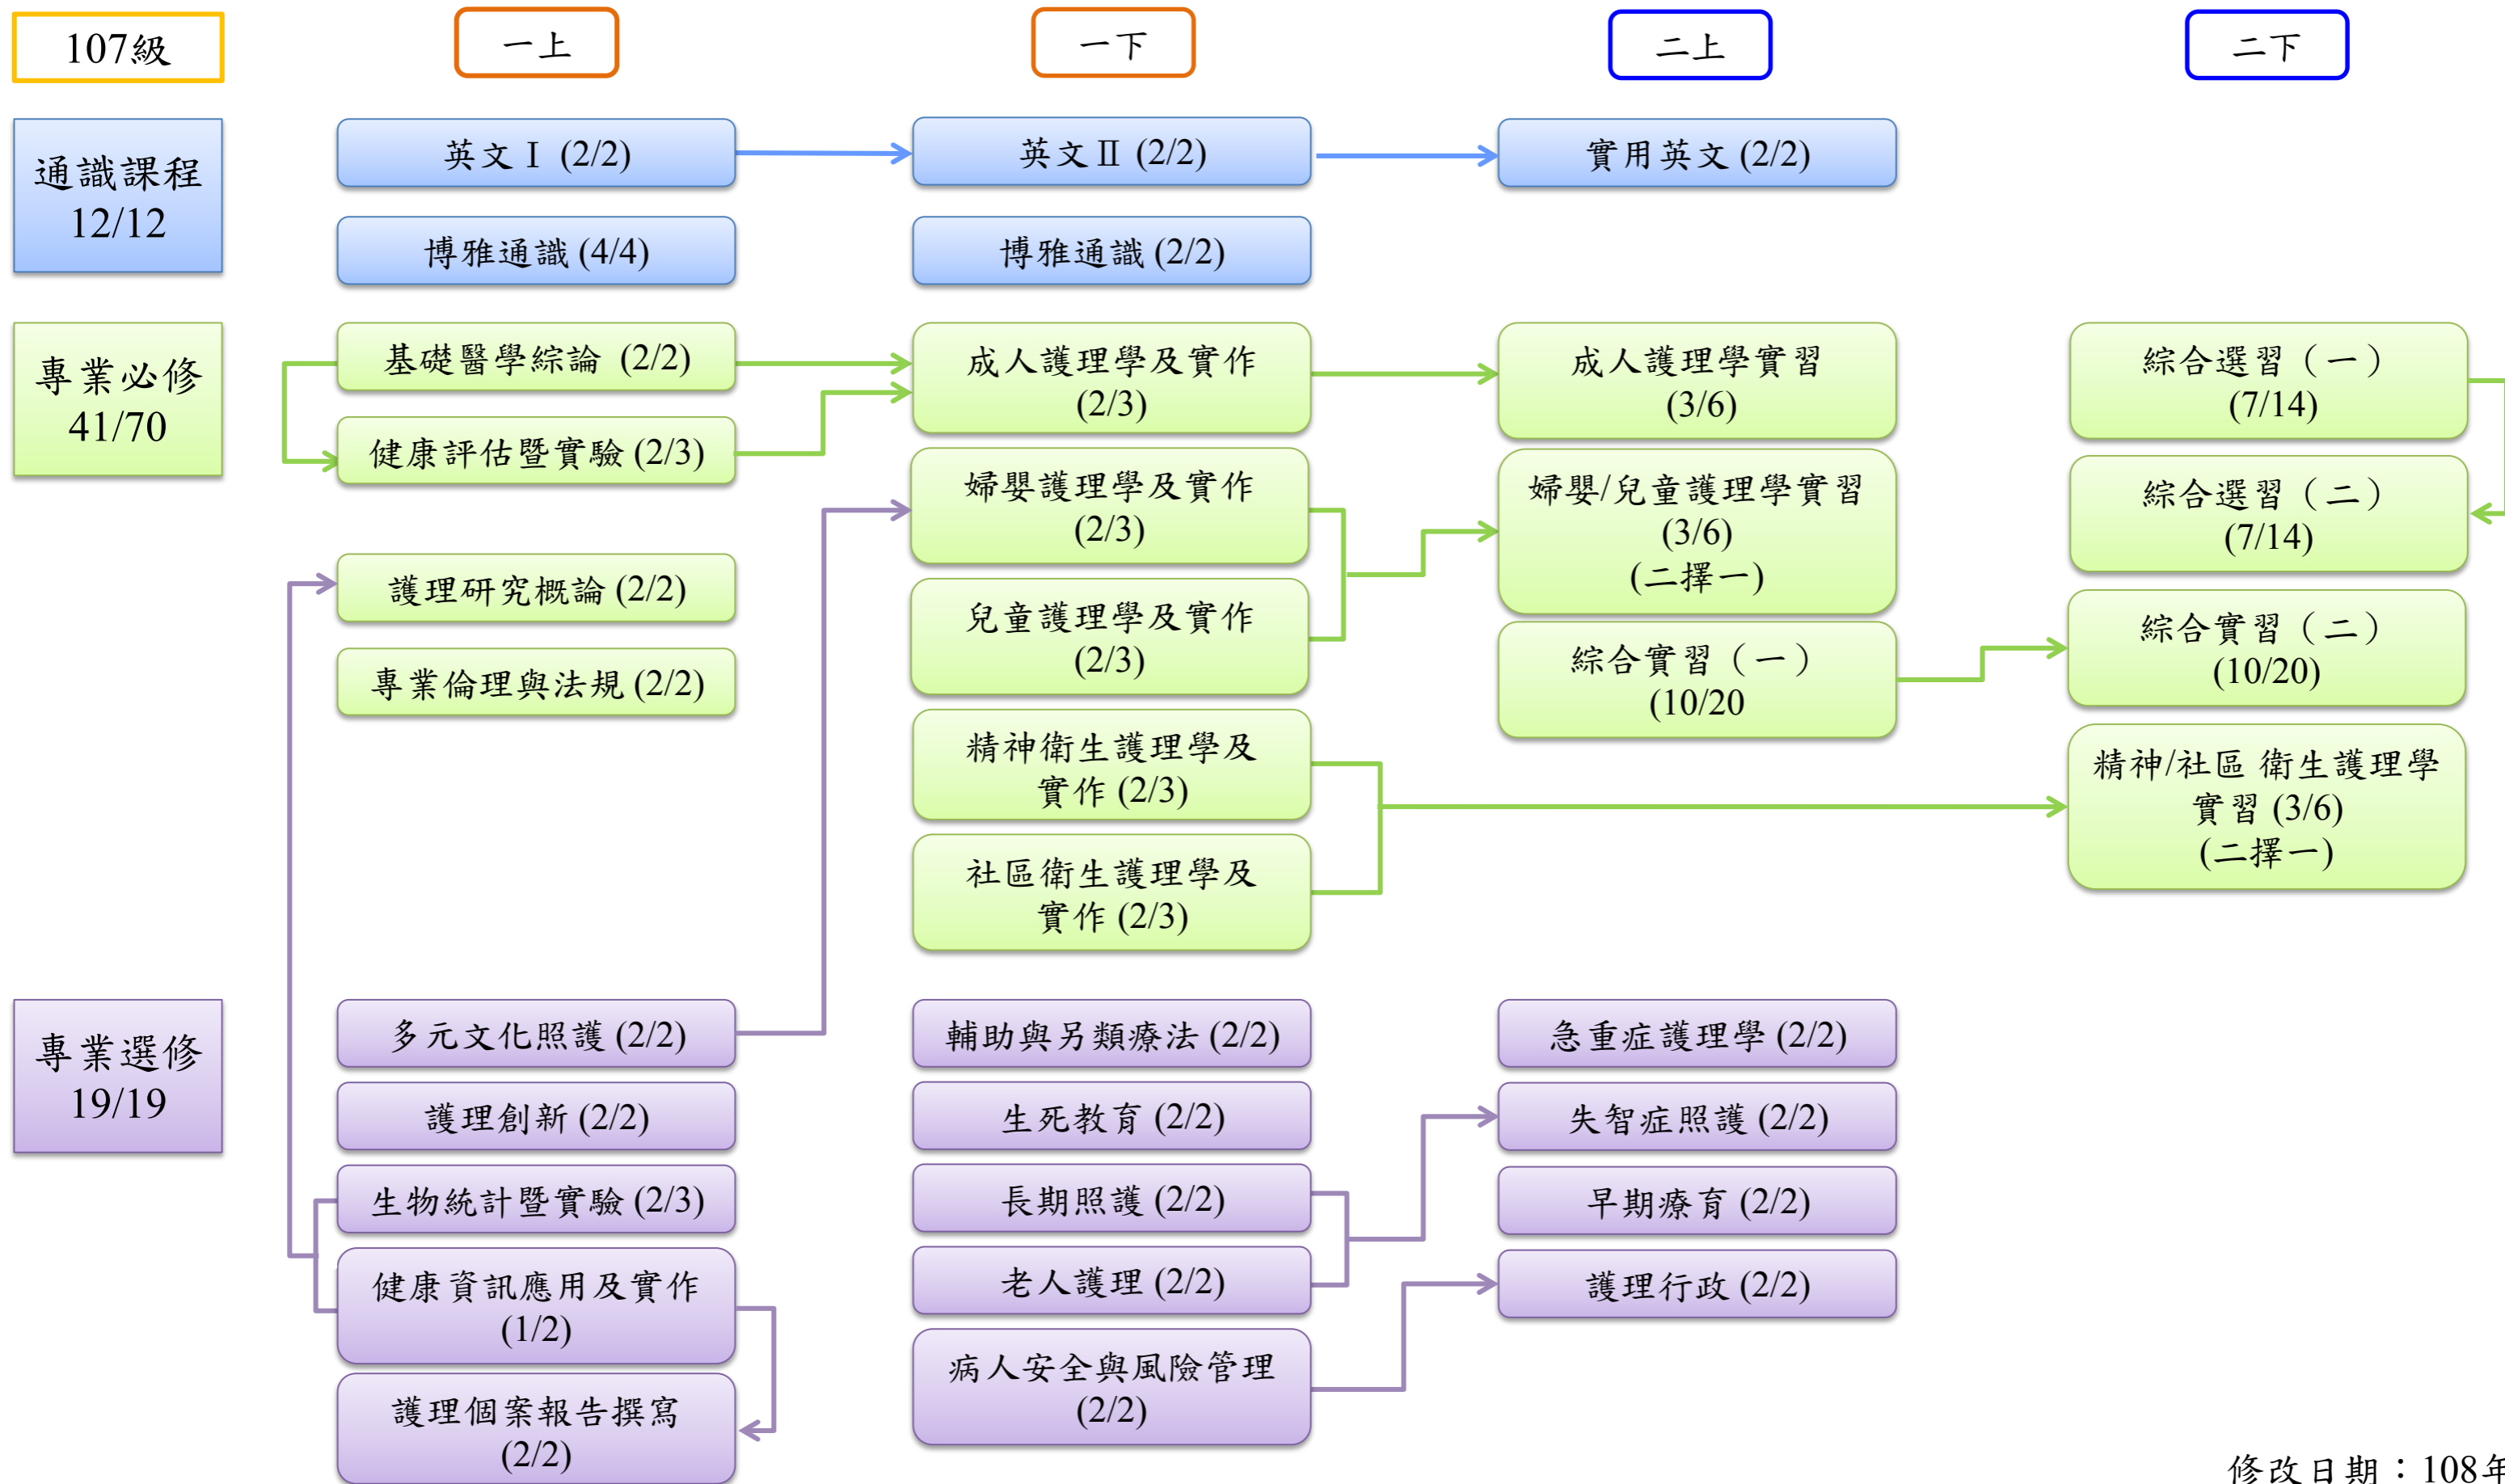 107級
一上
一下
二上
二下
通識課程
12/12
英文Ⅰ (2/2)
英文Ⅱ (2/2)
實用英文 (2/2)
博雅通識 (4/4)
博雅通識 (2/2)
專業必修
41/70
基礎醫學綜論 (2/2)
健康評估暨實驗 (2/3)
護理研究概論 (2/2)
專業倫理與法規 (2/2)
成人護理學及實作
(2/3)
婦嬰護理學及實作
(2/3)
兒童護理學及實作
(2/3)
精神衛生護理學及
實作 (2/3)
社區衛生護理學及
實作 (2/3)
成人護理學實習
(3/6)
婦嬰/兒童護理學實習
(3/6)
(二擇一)
綜合實習（一）
(10/20
綜合選習（一）
(7/14)
綜合選習（二）
(7/14)
綜合實習（二）
(10/20)
精神/社區 衛生護理學
實習 (3/6)
(二擇一)
專業選修
19/19
多元文化照護 (2/2)
護理創新 (2/2)
生物統計暨實驗 (2/3)
健康資訊應用及實作
(1/2)
護理個案報告撰寫
(2/2)
輔助與另類療法 (2/2)
生死教育 (2/2)
長期照護 (2/2)
老人護理 (2/2)
病人安全與風險管理
(2/2)
急重症護理學 (2/2)
失智症照護 (2/2)
早期療育 (2/2)
護理行政 (2/2)
修改日期：108年